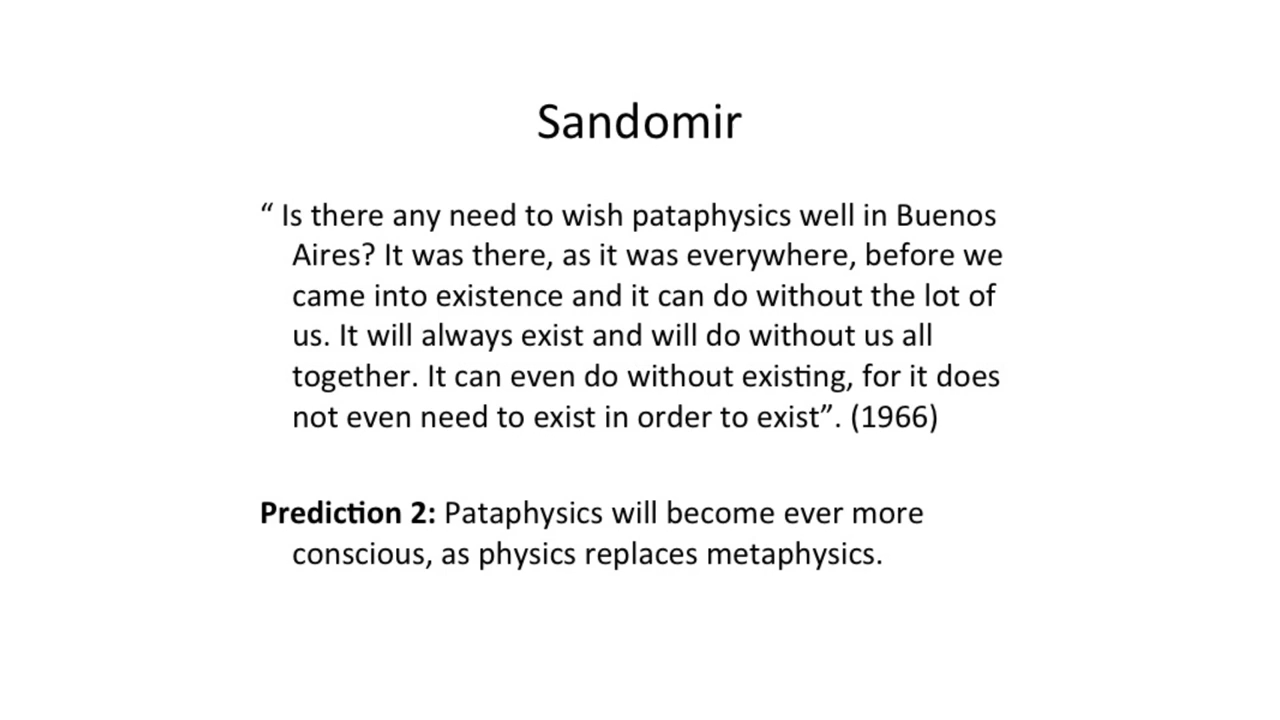 Sandomir
“ Is there any need to wish pataphysics well in Buenos
Aires? It was there, as it was everywhere, before we
came into existence and it can do without the lot of
us. It will always exist and will do without us all
together. It can even do without existing, for it does
not even need to exist in order to exist”. (1966)
Prediction 2: Pataphysics will become ever more
conscious, as physics replaces metaphysics.